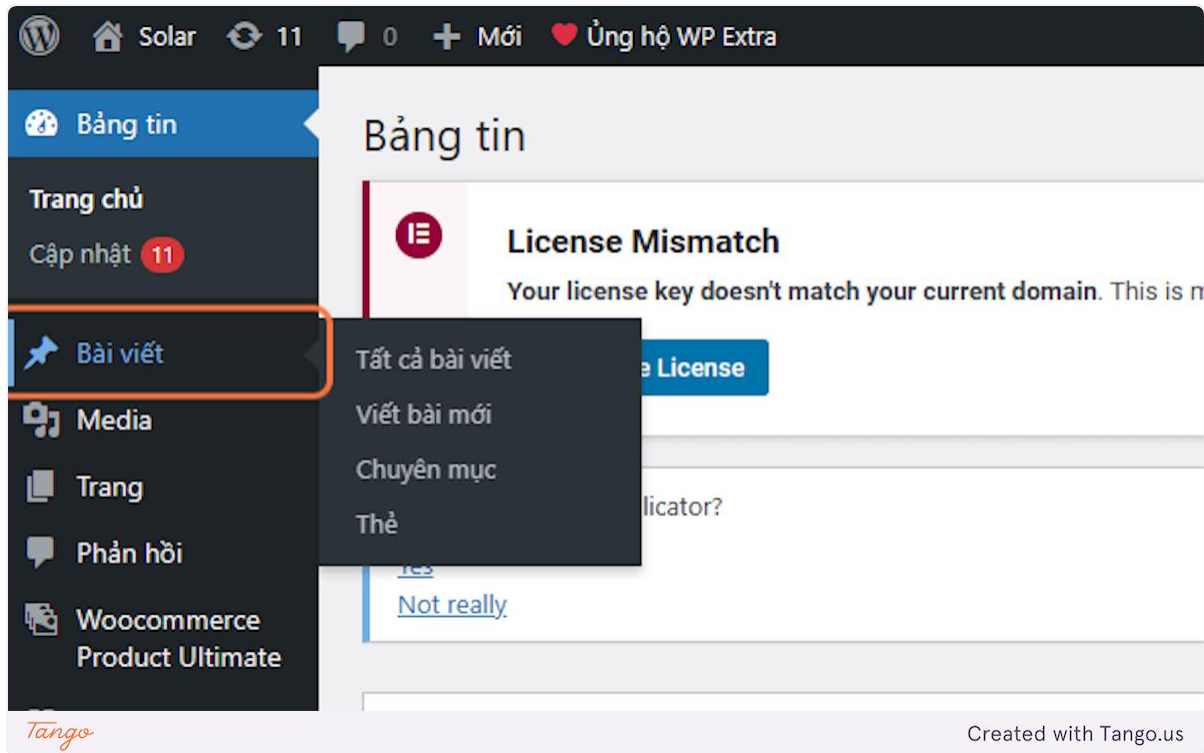 Solar 11 0 Mới Ủng hộ WP Extra
Bảng tin
Trang chủ
Cập nhật 11
Bài viết
Media
Trang
Phản hồi
Woocommerce
Product Ultimate
Tất cả bài viết
Viết bài mới
Chuyên mục
Thẻ
Bảng tin
License Mismatch
Your license key doesn't match your current domain. This is
License
licator?
Yes
Not really
Tango
Created with Tango.us